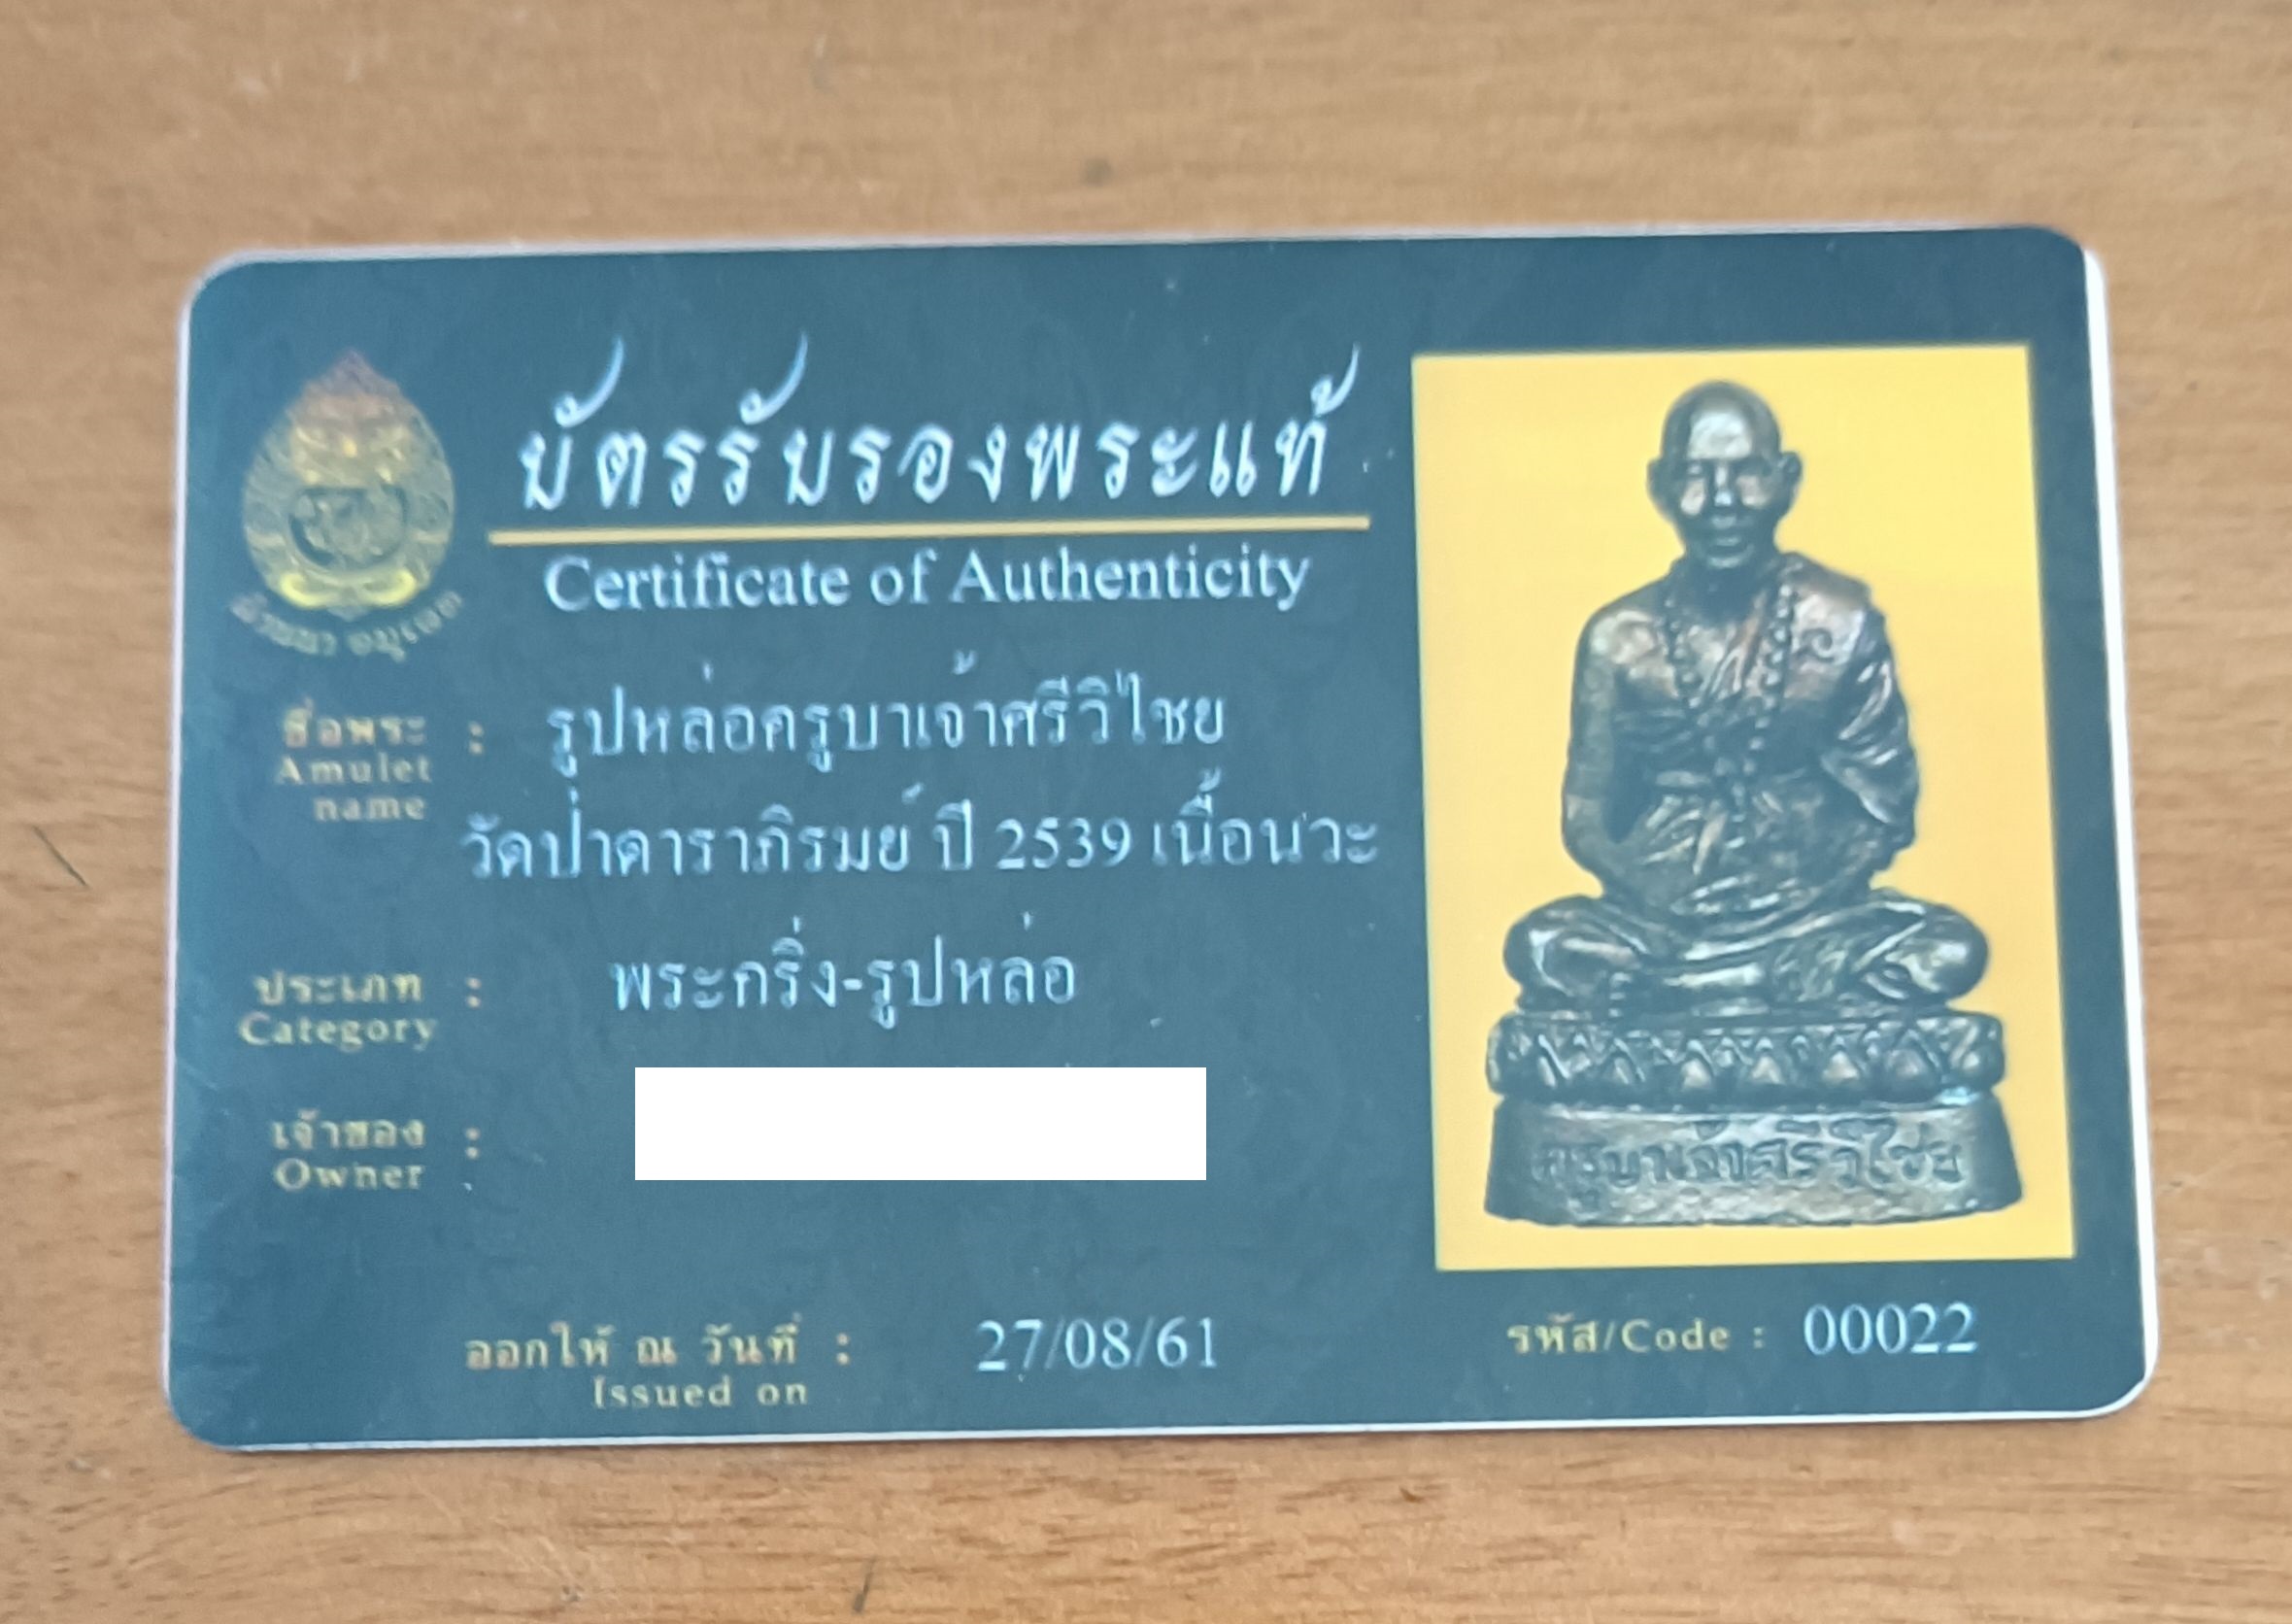 บัตรรับรองพระแท้
Certificate of Authenticity
ชื่อพระ : รูปหล่อครูบาเจ้าศรีวิไชย
Amulet
name
วัดป่าดาราภิรมย์ ปี 2539 เนื้อนวะ
ประเภท : พระกริ่ง-รูปหล่อ
Category
เจ้าของ :
Owner
ครูบาเจ้าศรีวิไชย
ออกให้ ณ วันที่ : 27/08/61
Issued on
รหัส/Code : 00022